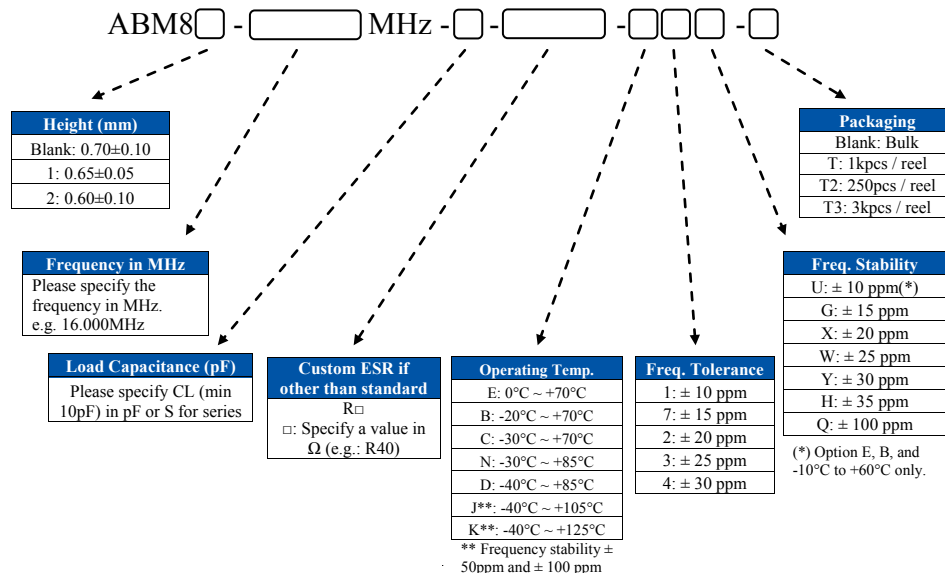 ABM8 - MHz - - - -
Height (mm)
Blank: 0.70±0.10
1: 0.65±0.05
2: 0.60±0.10
Packaging
Blank: Bulk
T: 1kpcs / reel
T2: 250pcs / reel
T3: 3kpcs / reel
Frequency in MHz
Please specify the
frequency in MHz.
e.g. 16.000MHz
Load Capacitance (pF)
Please specify CL (min
10pF) in pF or S for series
Custom ESR if
other than standard
R□
□: Specify a value in
Ω (e.g.: R40)
Operating Temp.
E: 0°C ~ +70°C
B: -20°C ~ +70°C
C: -30°C ~ +70°C
N: -30°C ~ +85°C
D: -40°C ~ +85°C
J**: -40°C ~ +105°C
K**: -40°C ~ +125°C
** Frequency stability ±
50ppm and ± 100 ppm
Freq. Tolerance
1: ± 10 ppm
7: ± 15 ppm
2: ± 20 ppm
3: ± 25 ppm
4: ± 30 ppm
Freq. Stability
U: ± 10 ppm(*)
G: ± 15 ppm
X: ± 20 ppm
W: ± 25 ppm
Y: ± 30 ppm
H: ± 35 ppm
Q: ± 100 ppm
(*) Option E, B, and
-10°C to +60°C only.